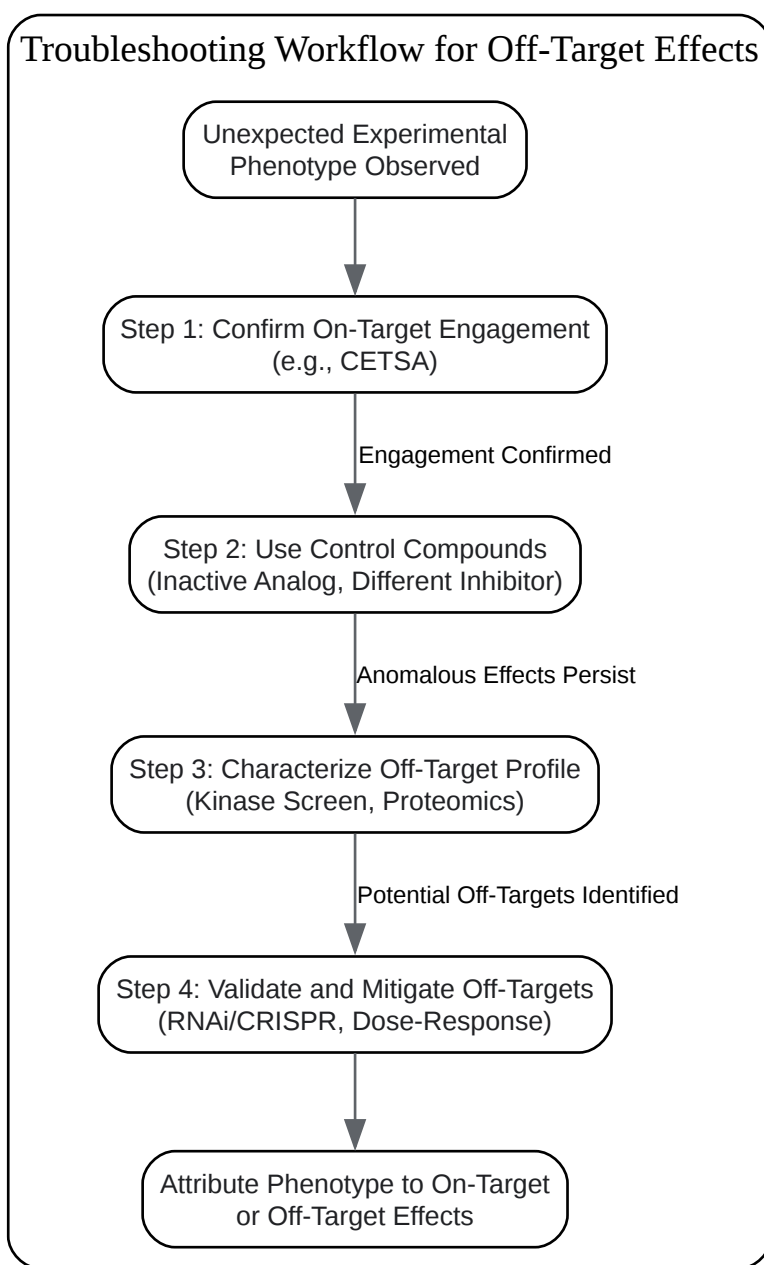 Troubleshooting Workflow for Off-Target Effects
Unexpected Experimental
Phenotype Observed
Step 1: Confirm On-Target Engagement
(e.g., CETSA)
Engagement Confirmed
Step 2: Use Control Compounds
(Inactive Analog, Different Inhibitor)
Anomalous Effects Persist
Step 3: Characterize Off-Target Profile
(Kinase Screen, Proteomics)
Potential Off-Targets Identified
Step 4: Validate and Mitigate Off-Targets
(RNAi/CRISPR, Dose-Response)
Attribute Phenotype to On-Target
or Off-Target Effects